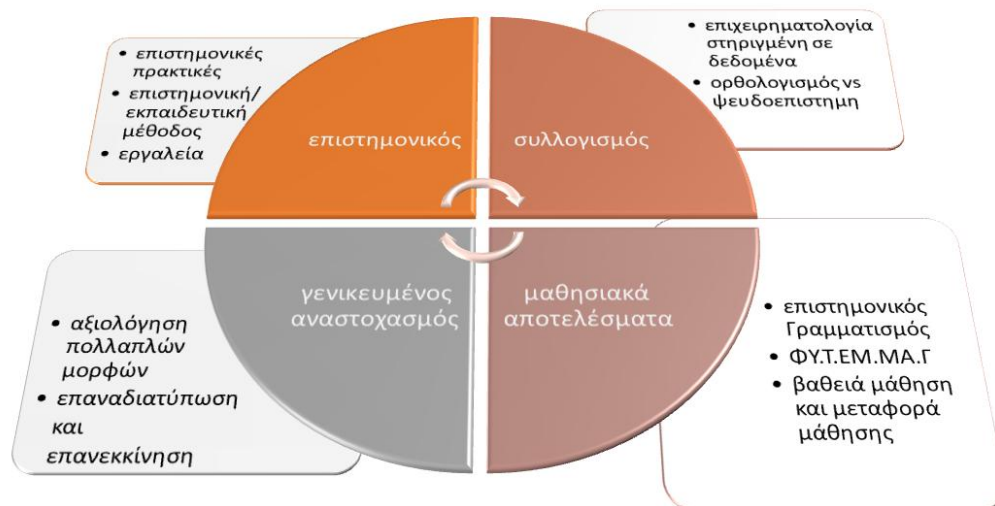 • επιστημονικές
πρακτικές
• επιστημονική/
εκπαιδευτική
μέθοδος
• εργαλεία
επιστημονικός
συλλογισμός
• επιχειρηματολογία
στηριγμένη σε
δεδομένα
• ορθολογισμός vs
ψευδοεπιστημη
• αξιολόγηση
πολλαπλών
μορφών
• επαναδιατύπωση
και
επανεκκίνηση
γενικευμένος
αναστοχασμός
μαθησιακά
αποτελέσματα
• επιστημονικός
Γραμματισμός
• ΦΥ.Τ.ΕΜ.ΜΑ.Γ
• βαθειά μάθηση
και μεταφορά
μάθησης